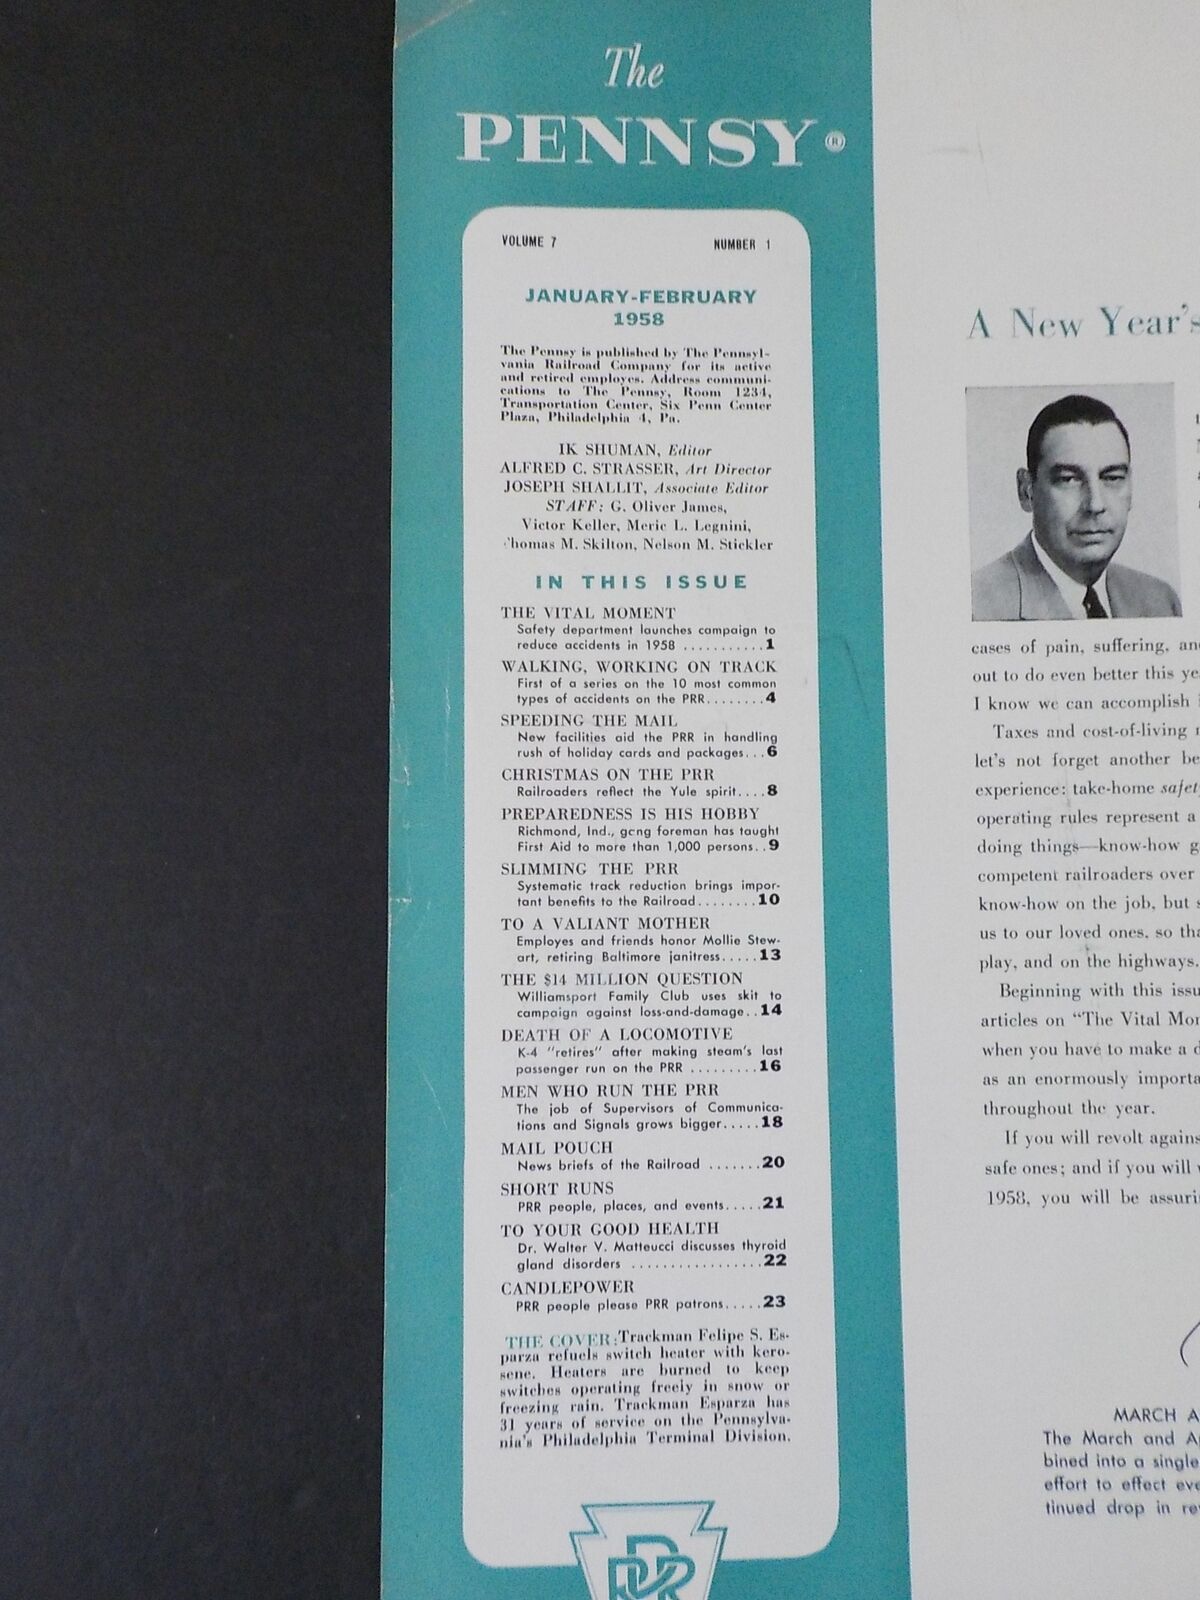 The
PENNSY®
VOLUME 7 NUMBER 1
JANUARY-FEBRUARY
1958
The Pennsy is published by The Pennsyl-
vania Railroad Company for its active
and retired employes. Address communi-
cations to The Pennsy, Room 1234,
Transportation Center, Six Penn Center
Plaza, Philadelphia 4, Pa.
IK SHUMAN, Editor
ALFRED C. STRASSER, Art Director
JOSEPH SHALLIT, Associate Editor
STAFF: G. Oliver James,
Victor Keller, Meric L. Legnini,
Thomas M. Skilton, Nelson M. Stickler
IN THIS ISSUE
THE VITAL MOMENT
Safety department launches campaign to
reduce accidents in 1958 ...........1
WALKING, WORKING ON TRACK
First of a series on the 10 most common
types of accidents on the PRR........4
SPEEDING THE MAIL
New facilities aid the PRR in handling
rush of holiday cards and packages...6
CHRISTMAS ON THE PRR
Railroaders reflect the Yule spirit....8
PREPAREDNESS IS HIS HOBBY
Richmond, Ind., gang foreman has taught
First Aid to more than 1,000 persons..9
SLIMMING THE PRR
Systematic track reduction brings impor-
tant benefits to the Railroad........10
TO A VALIANT MOTHER
Employes and friends honor Mollie Stew-
art, retiring Baltimore janitress.....13
THE $14 MILLION QUESTION
Williamsport Family Club uses skit to
campaign against loss-and-damage..14
DEATH OF A LOCOMOTIVE
K-4 "retires" after making steam's last
passenger run on the PRR .........16
MEN WHO RUN THE PRR
The job of Supervisors of Communica-
tions and Signals grows bigger.....18
MAIL POUCH
News briefs of the Railroad .......20
SHORT RUNS
PRR people, places, and events.....21
TO YOUR GOOD HEALTH
Dr. Walter V. Matteucci discusses thyroid
gland disorders .................22
CANDLEPOWER
PRR people please PRR patrons.....23
THE COVER: Trackman Felipe S. Es-
parza refuels switch heater with kero-
sene. Heaters are burned to keep
switches operating freely in snow or
freezing rain. Trackman Esparza has
31 years of service on the Pennsylva-
nia's Philadelphia Terminal Division.
PRR
A New Year's
cases of pain, suffering, an
out to do even better this ye
I know we can accomplish
Taxes and cost-of-living
let's not forget another be
experience: take-home safety
operating rules represent a
doing things—know-how g
competent railroaders over
know-how on the job, but s
us to our loved ones, so tha
play, and on the highways.
Beginning with this issu
articles on "The Vital Mor
when you have to make a d
as an enormously importa
throughout the year.
If you will revolt agains
safe ones; and if you will
1958, you will be assuri
MARCH A
The March and Ap
bined into a single
effort to effect eve
tinued drop in re